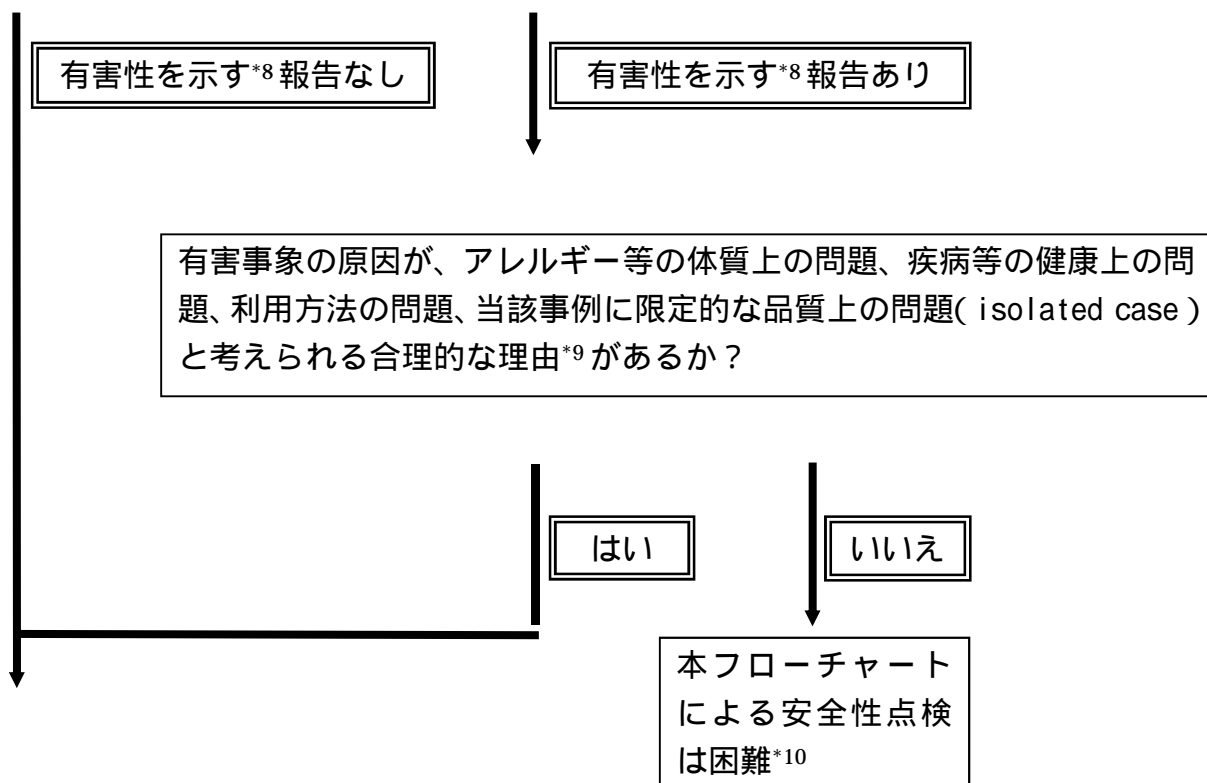 有害性を示す*8報告なし
有害性を示す*8報告あり
有害事象の原因が、アレルギー等の体質上の問題、疾病等の健康上の問
題、利用方法の問題、当該事例に限定的な品質上の問題(isolated case)
と考えられる合理的な理由*9があるか?
はい
いいえ
本フローチャート
による安全性点検
は困難*10